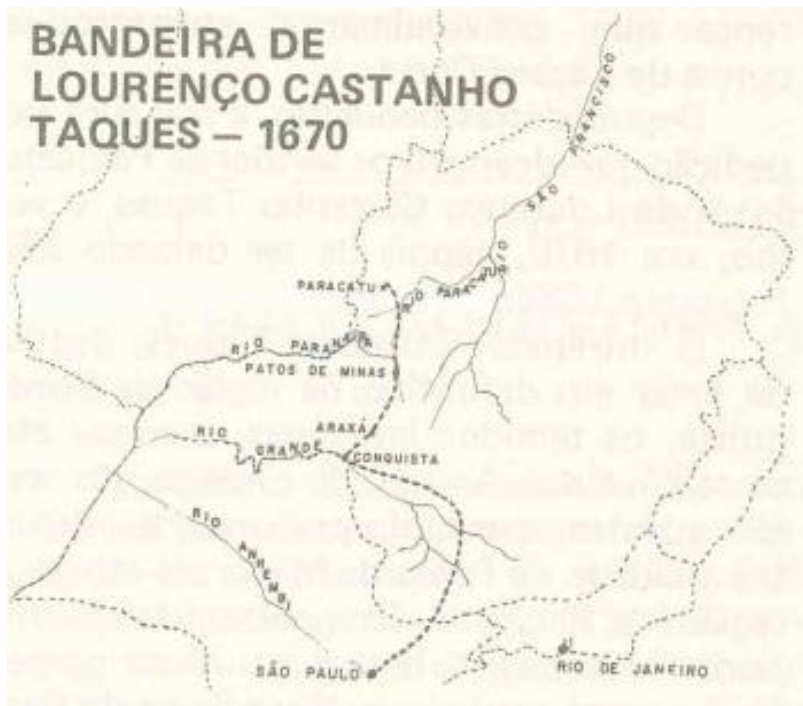 BANDEIRA DE
LOURENÇO CASTANHO
TAQUES — 1670
SÃO FRANCISCO
PARACATU
RIO PARACATU
RIO PARANAIBA
PATOS DE MINAS
ARAXÁ
RIO GRANDE
CONQUISTA
RIO ANHEMBI
SÃO PAULO
RIO DE JANEIRO